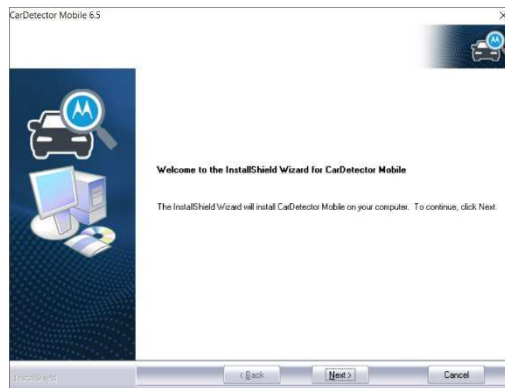 CarDetector Mobile 6.5
Welcome to the InstallShield Wizard for CarDetector Mobile
The InstallShield Wizard will install CarDetector Mobile on your computer. To continue, click Next.
InstallShield
< Back
Next >
Cancel